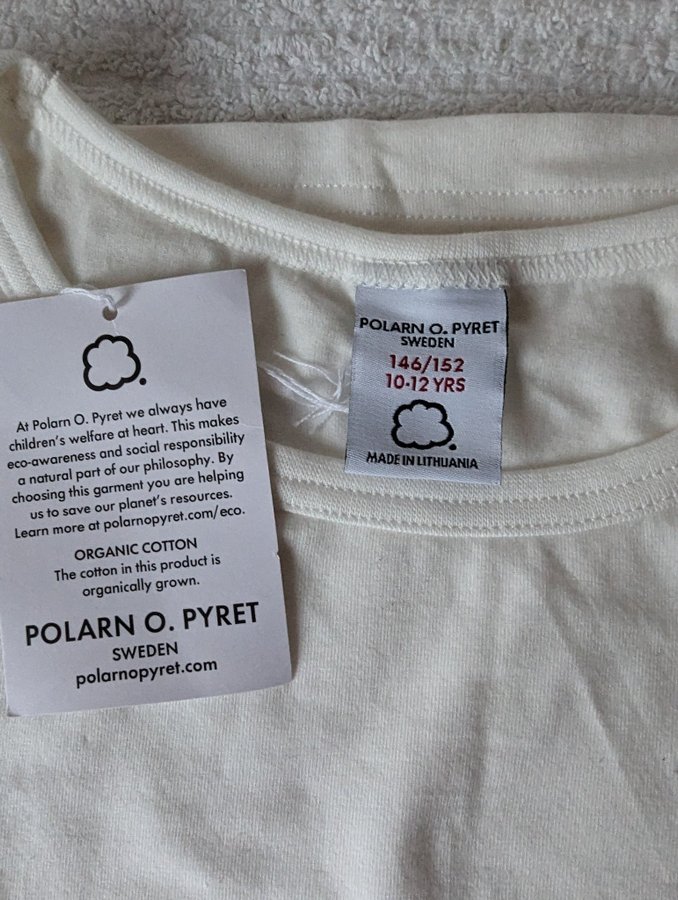 At Polarn O. Pyret we always have
children's welfare at heart. This makes
eco-awareness and social responsibility
a natural part of our philosophy. By
choosing this garment you are helping
us to save our planet's resources.
Learn more at polarnopyret.com/eco.
ORGANIC COTTON
The cotton in this product is
organically grown.
POLARN O. PYRET
SWEDEN
polarnopyret.com
POLARN O. PYRET
SWEDEN
146/152
10-12 YRS
MADE IN LITHUANIA